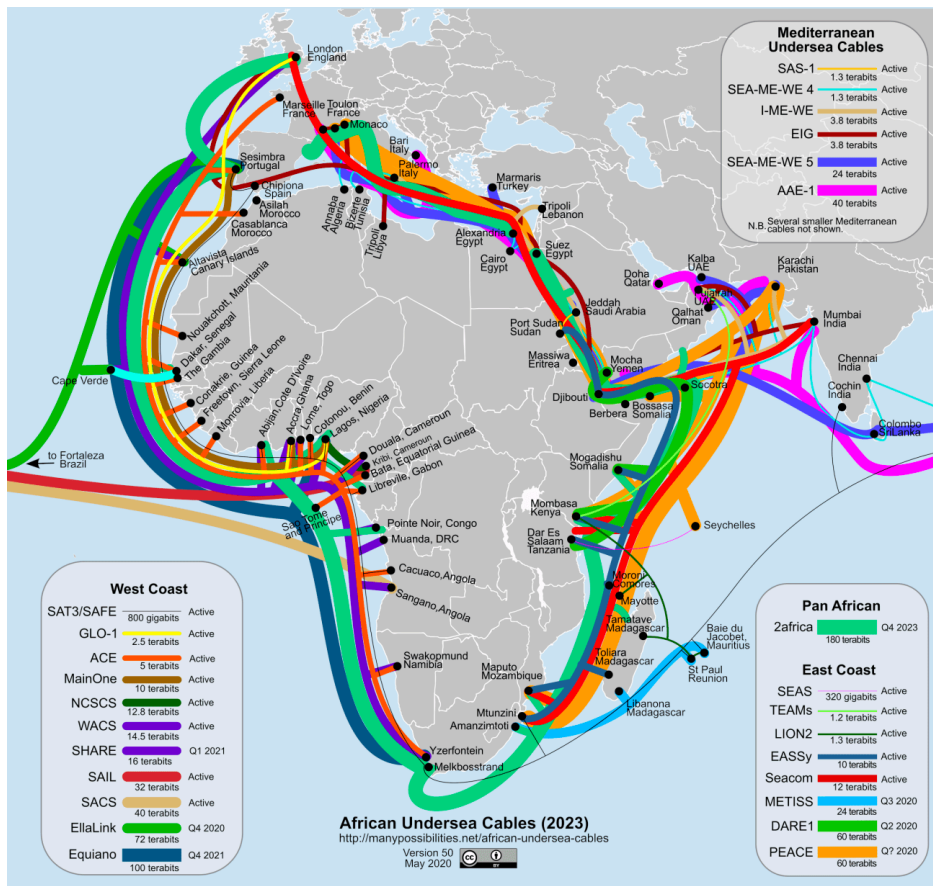 London
England
Marseille
France
Toulon
France
Monaco
Bari
Italy
Palermo
Italy
Sesimbra
Portugal
Chipiona
Spain
Asilah
Morocco
Casablanca
Morocco
Annaba
Algeria
Bizerte
Tunisia
Tripoli
Libya
Marmaris
Turkey
Tripoli
Lebanon
Alexandria
Egypt
Cairo
Egypt
Suez
Egypt
Altavista
Canary Islands
Nouakchott, Mauritania
Dakar, Senegal
The Gambia
Cape Verde
Conakrie, Guinea
Freetown, Sierra Leone
Monrovia, Liberia
Abijan,Cote D'Ivoire
Accra,Ghana
Lome, Togo
Cotonou, Benin
Lagos, Nigeria
Douala, Cameroun
Kribi, Cameroun
Bata, Equatorial Guinea
Libreville, Gabon
to Fortaleza
Brazil
Sao Tome
and Principe
Pointe Noir, Congo
Muanda, DRC
Cacuaco,Angola
Sangano,Angola
Swakopmund
Namibia
Yzerfontein
Melkbosstrand
Doha
Qatar
Kalba
UAE
UAE
Qalhat
Oman
Karachi
Pakistan
Mumbai
India
Chennai
India
Cochin
India
Colombo
Sri Lanka
Jeddah
Saudi Arabia
Port Sudan
Sudan
Massiwa
Eritrea
Mocha
Yemen
Djibouti
Berbera
Bossasa
Somalia
Socotra
Mogadishu
Somalia
Mombasa
Kenya
Dar Es
Salaam
Tanzania
Seychelles
Moroni
Comores
Mayotte
Tamatave
Madagascar
Toliara
Madagascar
Baie du
Jacobet,
Mauritius
St Paul
Reunion
Libanona
Madagascar
Maputo
Mozambique
Mtunzini
Amanzimtoti
Mediterranean
Undersea Cables
SAS-1 Active
1.3 terabits
SEA-ME-WE 4 Active
1.3 terabits
I-ME-WE Active
3.8 terabits
EIG Active
3.8 terabits
SEA-ME-WE 5 Active
24 terabits
AAE-1 Active
40 terabits
N.B. Several smaller Mediterranean
cables not shown.
West Coast
SAT3/SAFE Active
800 gigabits
GLO-1 Active
2.5 terabits
ACE Active
5 terabits
MainOne Active
10 terabits
NCSCS Active
12.8 terabits
WACS Active
14.5 terabits
SHARE Q1 2021
16 terabits
SAIL Active
32 terabits
SACS Active
40 terabits
EllaLink Q4 2020
72 terabits
Equiano Q4 2021
100 terabits
Pan African
2africa Q4 2023
180 terabits
East Coast
SEAS Active
320 gigabits
TEAMs Active
1.2 terabits
LION2 Active
1.3 terabits
EASSy Active
10 terabits
Seacom Active
12 terabits
METISS Q3 2020
24 terabits
DARE1 Q2 2020
60 terabits
PEACE Q? 2020
60 terabits
African Undersea Cables (2023)
http://manypossibilities.net/african-undersea-cables
Version 50
May 2020
cc
BY